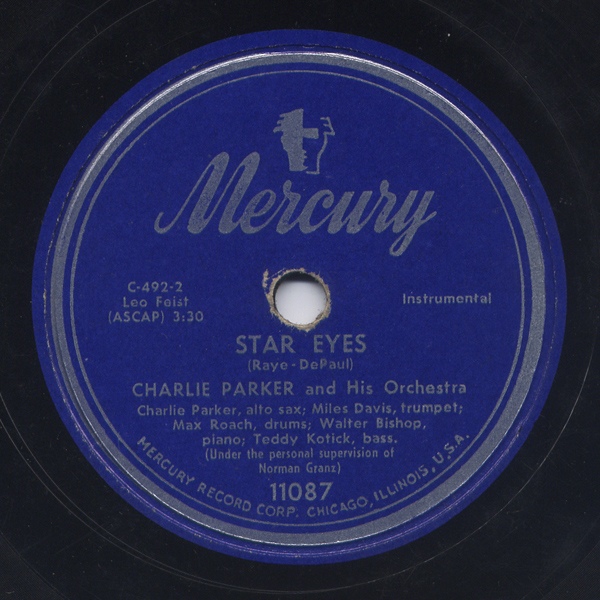 Mercury
C-492-2
Leo Feist
(ASCAP) 3:30
Instrumental
STAR EYES
(Raye-DePaul)
CHARLIE PARKER and His Orchestra
Charlie Parker, alto sax; Miles Davis, trumpet;
Max Roach, drums; Walter Bishop,
piano; Teddy Kotick, bass.
(Under the personal supervision of
Norman Granz)
11087
MERCURY RECORD CORP. CHICAGO, ILLINOIS, U.S.A.